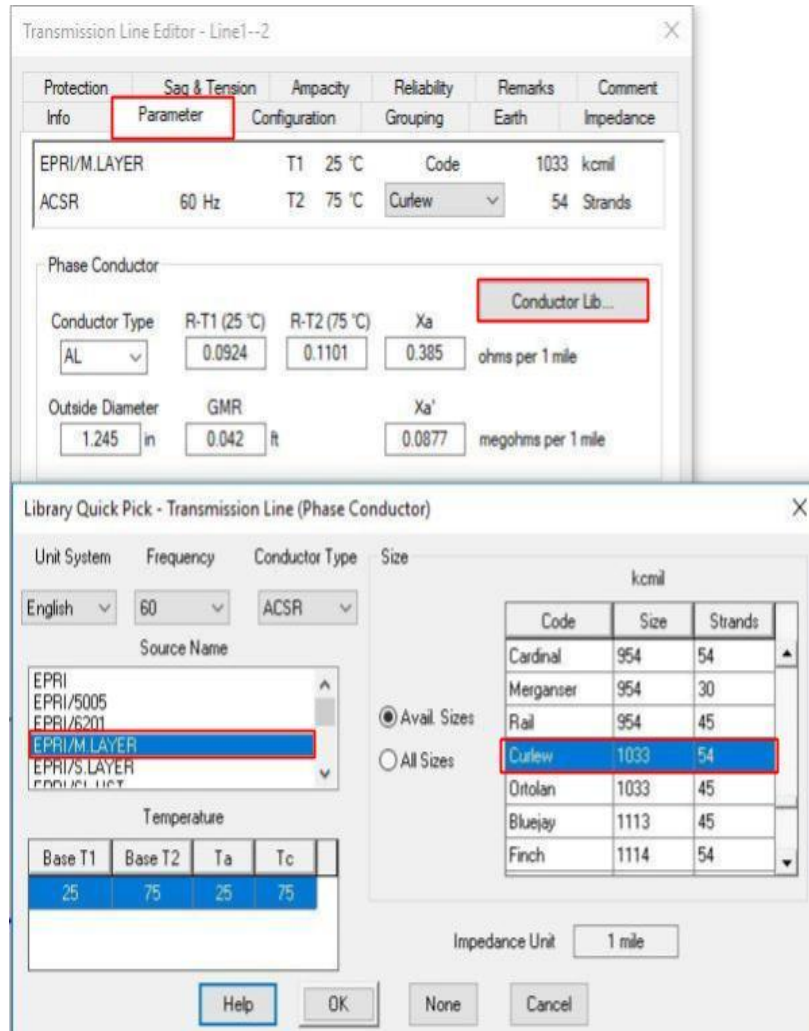 Transmission Line Editor - Line1--2
Protection Sag & Tension Ampacity Reliability Remarks Comment
Info Parameter Configuration Grouping Earth Impedance
EPRI/M.LAYER T1 25 °C Code 1033 kcmil
ACSR 60 Hz T2 75 °C Curlew 54 Strands
Phase Conductor
Conductor Lib...
Conductor Type R-T1 (25 °C) R-T2 (75 °C) Xa
AL 0.0924 0.1101 0.385 ohms per 1 mile
Outside Diameter GMR Xa'
1.245 in 0.042 ft 0.0877 megohms per 1 mile
Library Quick Pick - Transmission Line (Phase Conductor)
Unit System Frequency Conductor Type Size
kcmil
English 60 ACSR
Code Size Strands
Source Name
Cardinal 954 54
EPRI
Merganser 954 30
EPRI/5005
Avail. Sizes
Rail 954 45
EPRI/6201
EPRI/M.LAYER
Curlew 1033 54
All Sizes
EPRI/S.LAYER
Ortolan 1033 45
Temperature
Bluejay 1113 45
Base T1 Base T2 Ta Tc
Finch 1114 54
25 75 25 75
Impedance Unit 1 mile
Help OK None Cancel